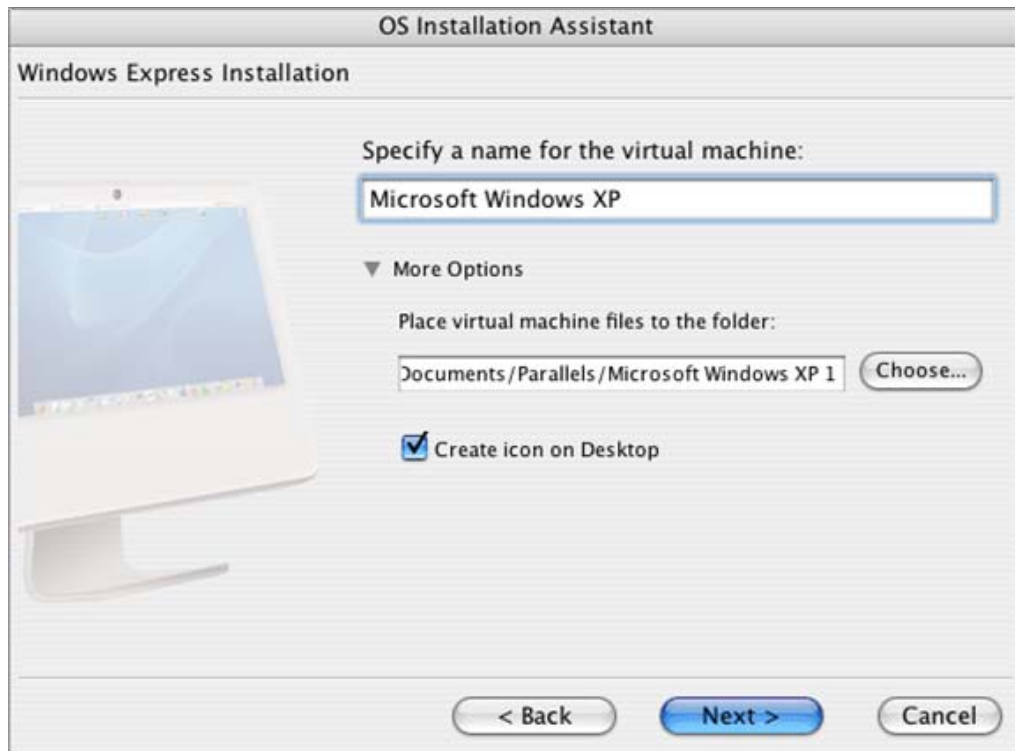 OS Installation Assistant
Windows Express Installation
Specify a name for the virtual machine:
Microsoft Windows XP
More Options
Place virtual machine files to the folder:
Documents/Parallels/Microsoft Windows XP 1
Choose...
Create icon on Desktop
< Back
Next >
Cancel